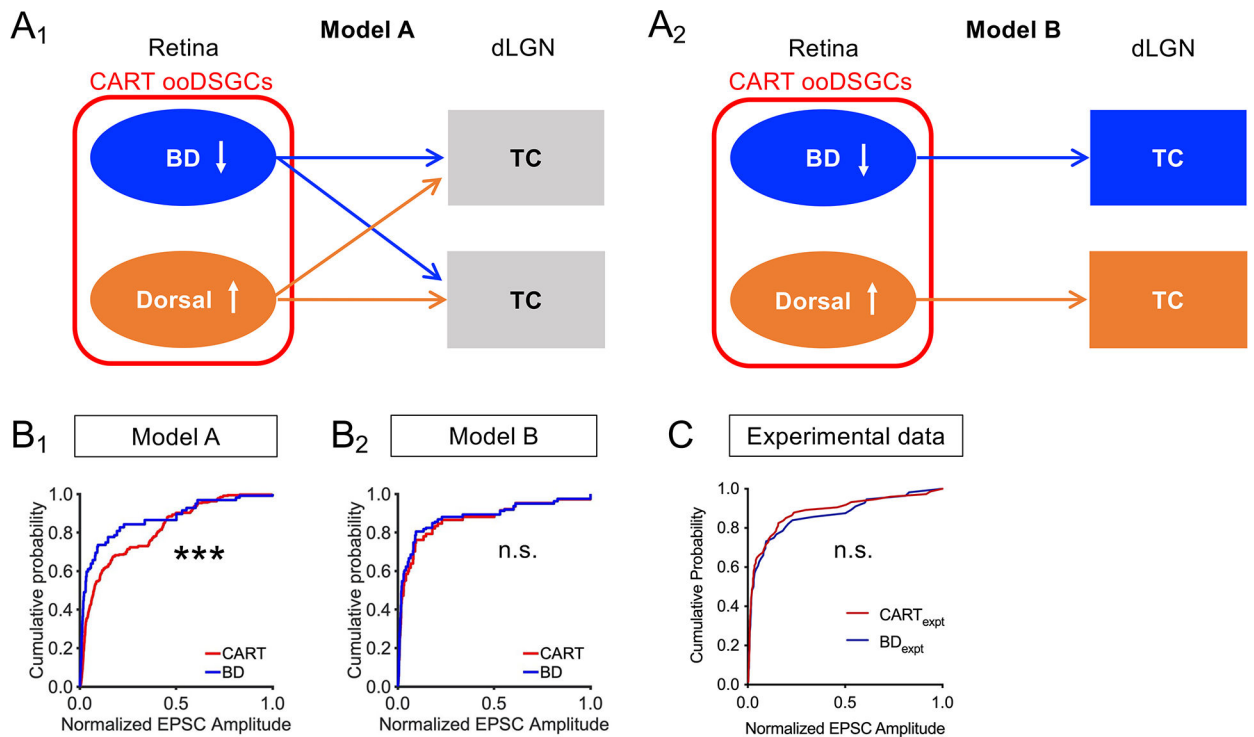 A1
Model A
Retina
dLGN
CART ooDSGCs
BD ↓
TC
Dorsal ↑
TC
A2
Model B
Retina
dLGN
CART ooDSGCs
BD ↓
TC
Dorsal ↑
TC
B1
Model A
Cumulative probability
1.0
0.8
0.6
0.4
0.2
0.0
***
CART
BD
0.0 0.5 1.0
Normalized EPSC Amplitude
B2
Model B
Cumulative probability
1.0
0.8
0.6
0.4
0.2
0.0
n.s.
CART
BD
0.0 0.5 1.0
Normalized EPSC Amplitude
C
Experimental data
Cumulative Probability
1.0
0.8
0.6
0.4
0.2
0.0
n.s.
CARTexpt
BDexpt
0.0 0.5 1.0
Normalized EPSC Amplitude